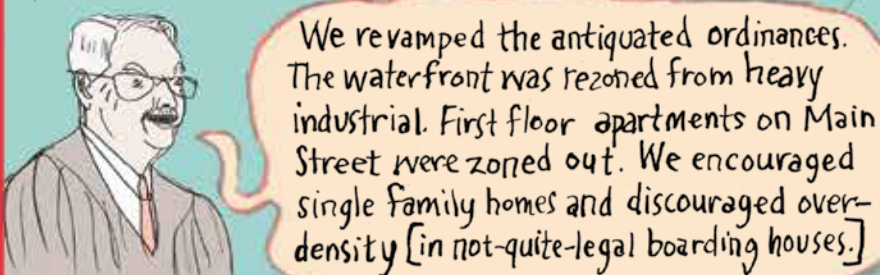 We revamped the antiquated ordinances.
The waterfront was rezoned from heavy
industrial. First floor apartments on Main
Street were zoned out. We encouraged
single family homes and discouraged over-
density [in not-quite-legal boarding houses.]